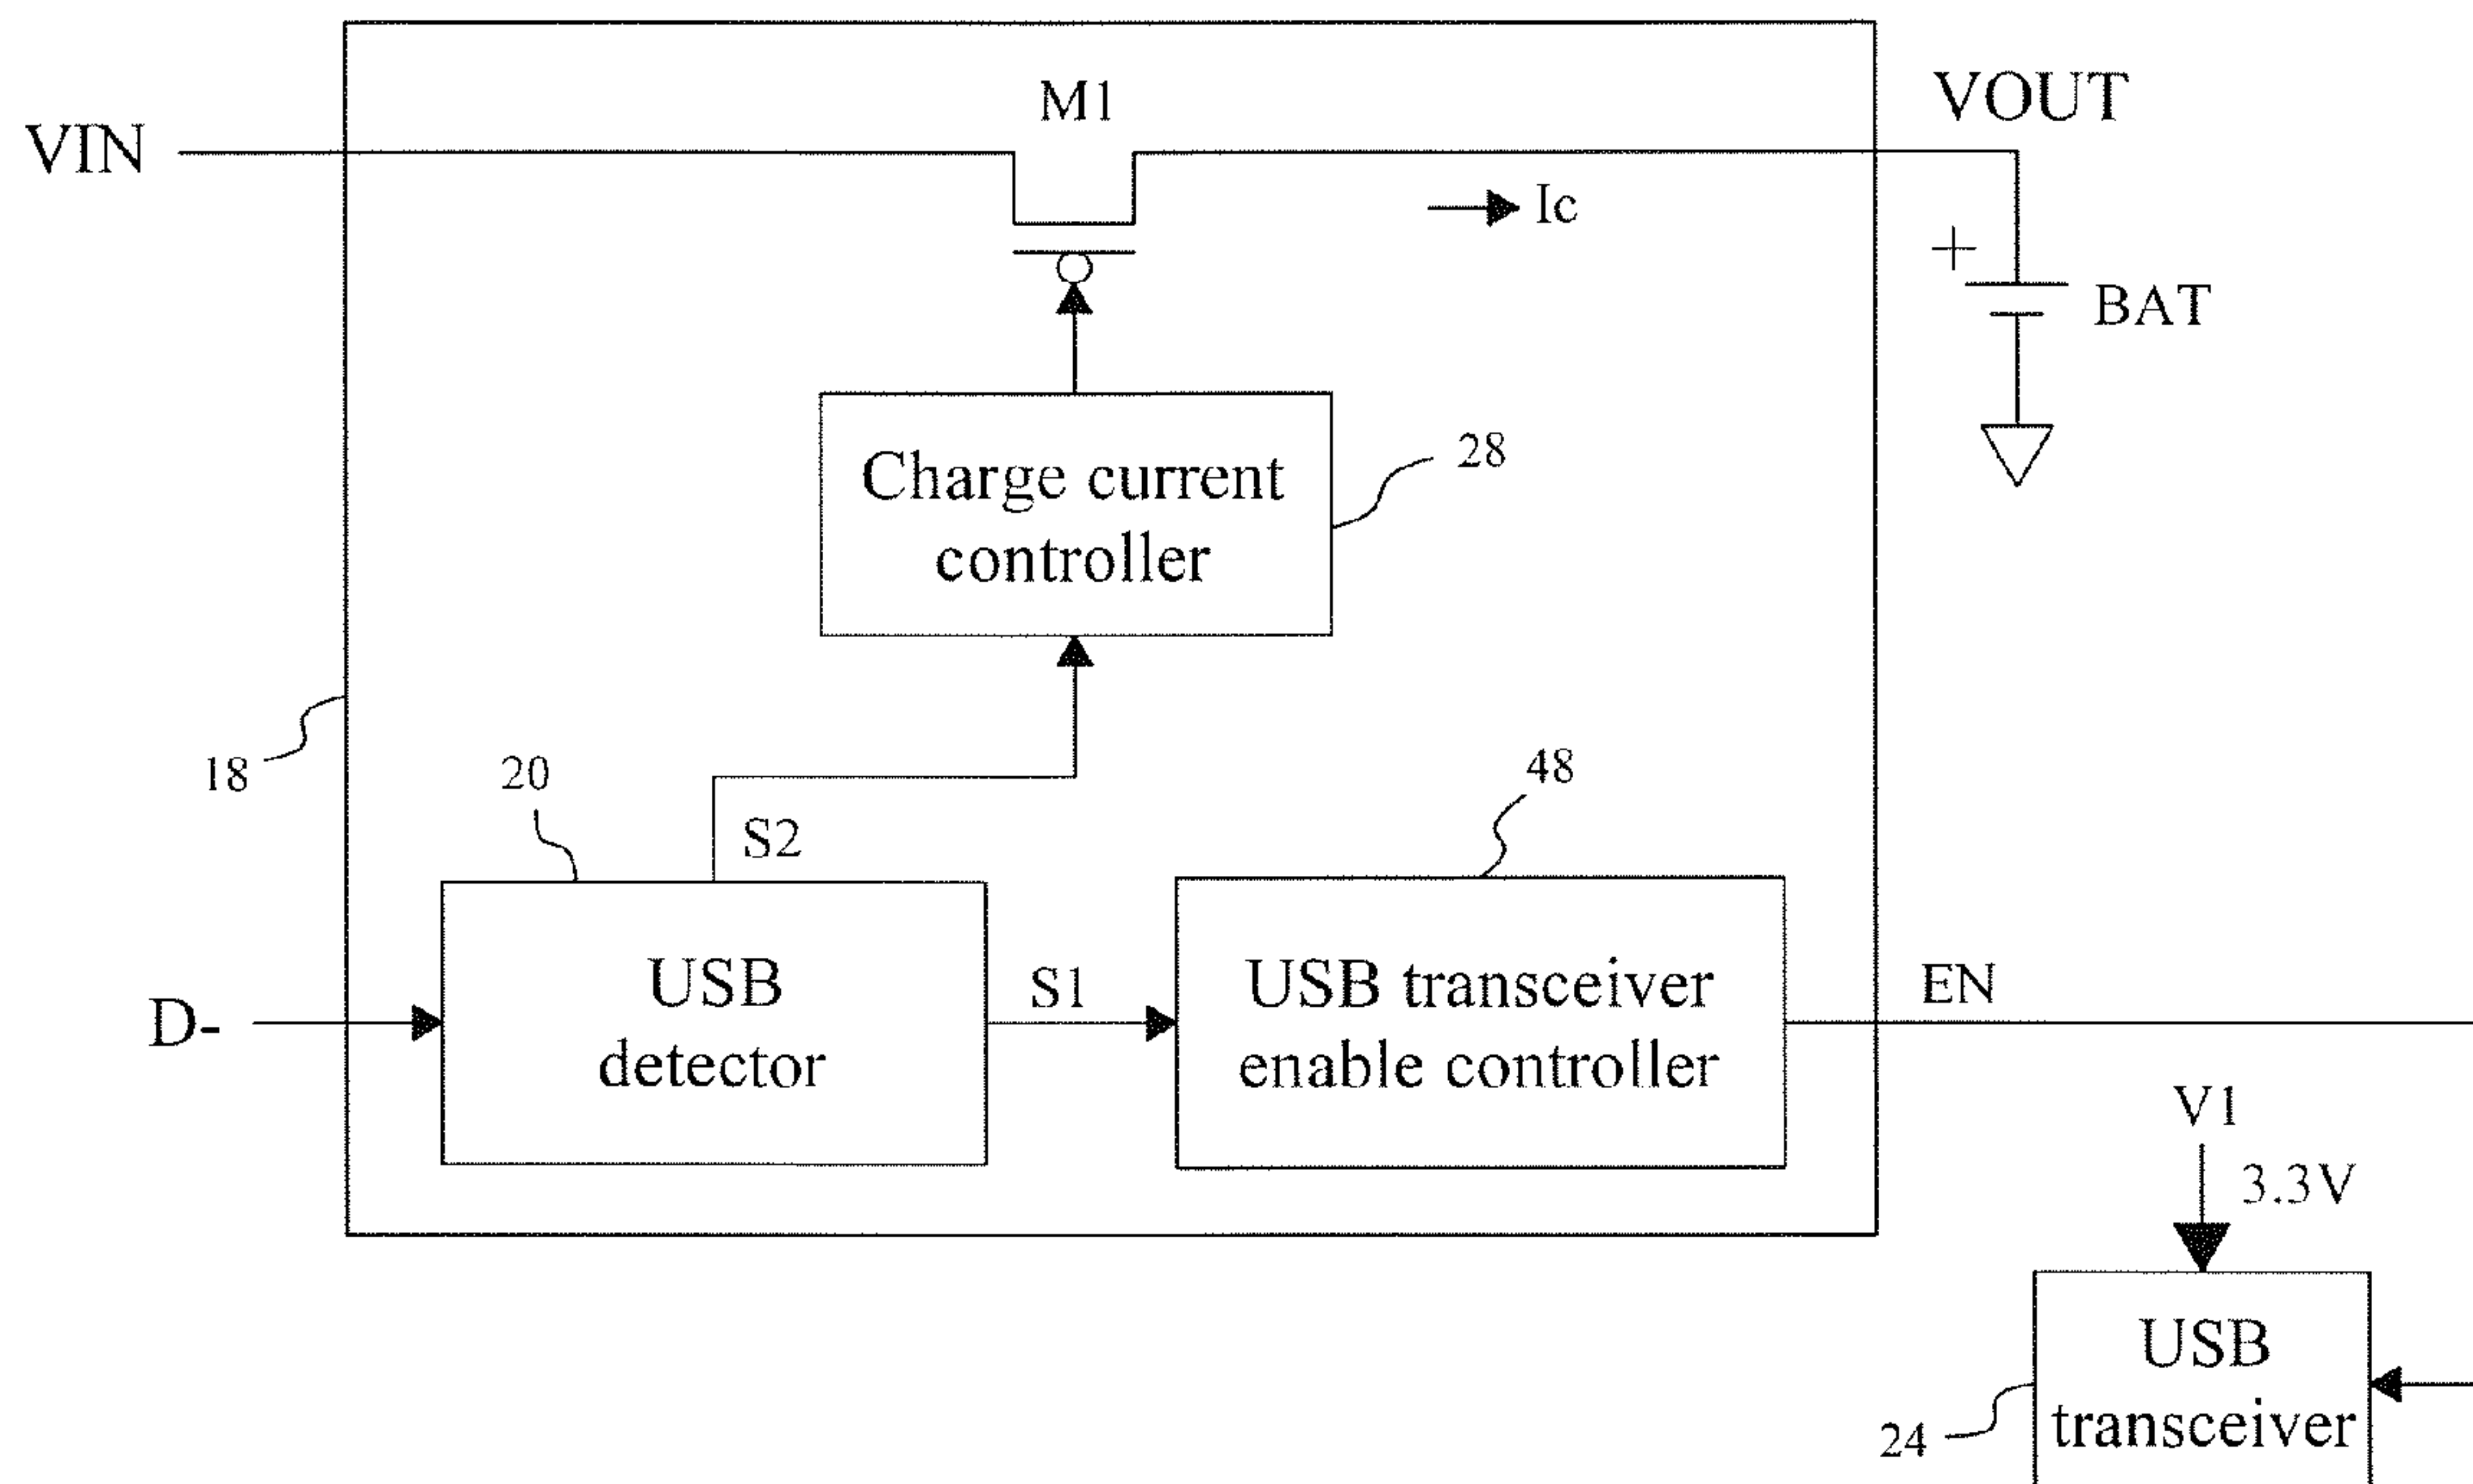 M1
VOUT
VIN
Ic
+
BAT
Charge current
controller
28
18
20
48
S2
D-
USB
detector
S1
USB transceiver
enable controller
EN
V1
3.3V
USB
transceiver
24